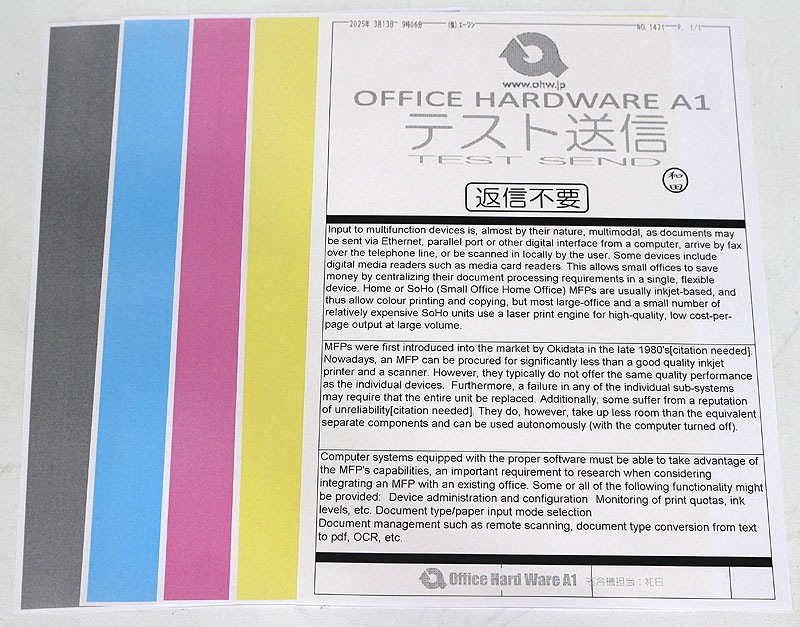 2025年 3月13日 9時06分 (株)エーワン NO. 1471 P. 1/1
www.ohw.jp
OFFICE HARDWARE A1
テスト送信
TEST SEND
和田
返信不要
Input to multifunction devices is, almost by their nature, multimodal, as documents may
be sent via Ethernet, parallel port or other digital interface from a computer, arrive by fax
over the telephone line, or be scanned in locally by the user. Some devices include
digital media readers such as media card readers. This allows small offices to save
money by centralizing their document processing requirements in a single, flexible
device. Home or SoHo (Small Office Home Office) MFPs are usually inkjet-based, and
thus allow colour printing and copying, but most large-office and a small number of
relatively expensive SoHo units use a laser print engine for high-quality, low cost-per-
page output at large volume.
MFPs were first introduced into the market by Okidata in the late 1980's[citation needed].
Nowadays, an MFP can be procured for significantly less than a good quality inkjet
printer and a scanner. However, they typically do not offer the same quality performance
as the individual devices.  Furthermore, a failure in any of the individual sub-systems
may require that the entire unit be replaced. Additionally, some suffer from a reputation
of unreliability[citation needed]. They do, however, take up less room than the equivalent
separate components and can be used autonomously (with the computer turned off).
Computer systems equipped with the proper software must be able to take advantage of
the MFP's capabilities, an important requirement to research when considering
integrating an MFP with an existing office. Some or all of the following functionality might
be provided:  Device administration and configuration  Monitoring of print quotas, ink
levels, etc. Document type/paper input mode selection
Document management such as remote scanning, document type conversion from text
to pdf, OCR, etc.
Office Hard Ware A1 複合機担当：和田